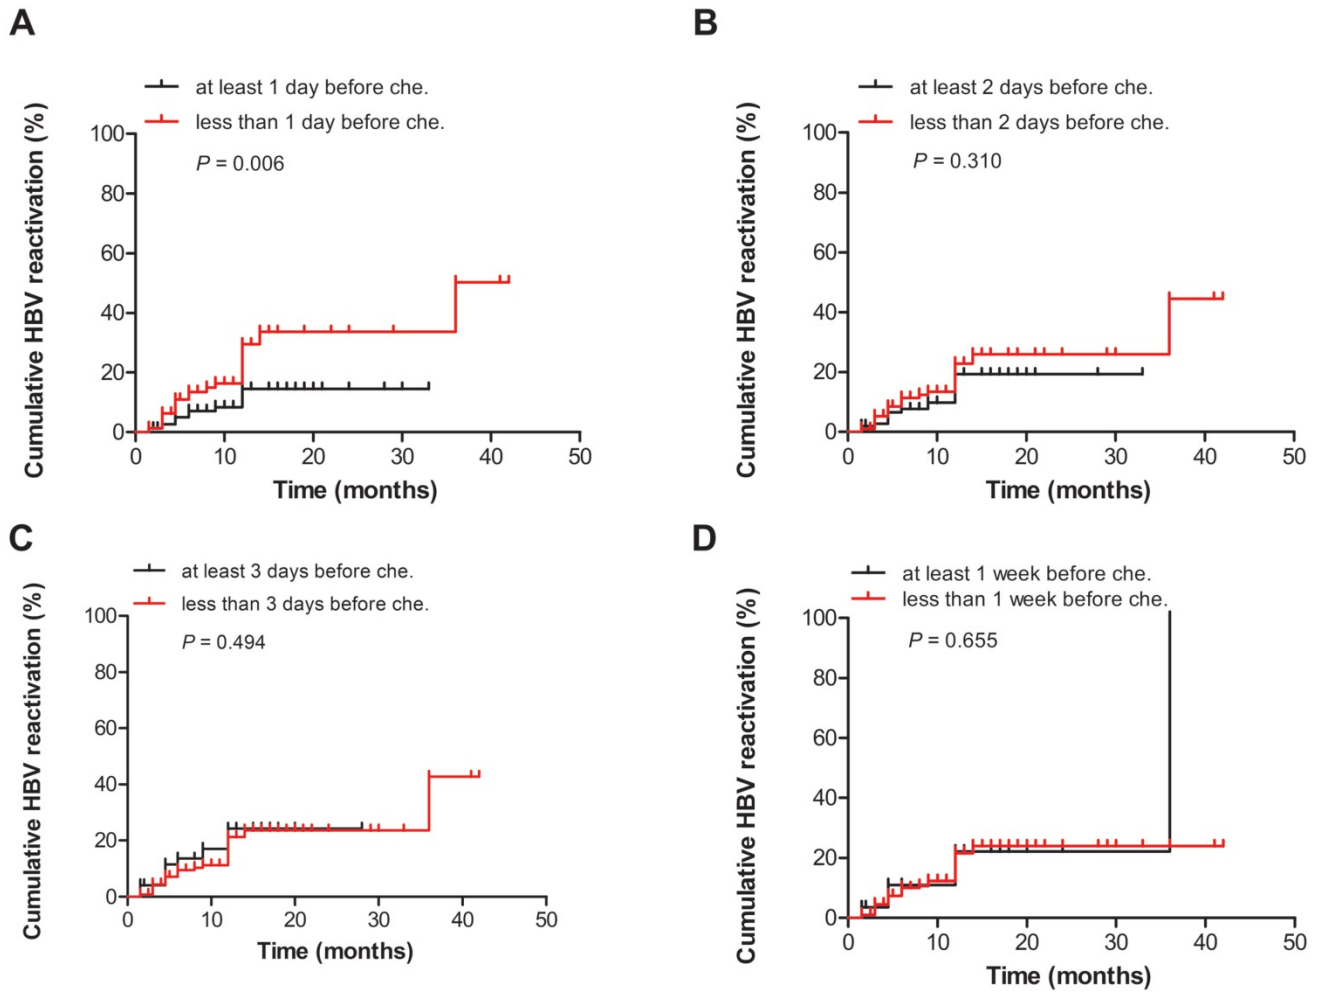 A
at least 1 day before che.
less than 1 day before che.
P = 0.006
Cumulative HBV reactivation (%)
100
80
60
40
20
0
0 10 20 30 40 50
Time (months)
B
at least 2 days before che.
less than 2 days before che.
P = 0.310
Cumulative HBV reactivation (%)
100
80
60
40
20
0
0 10 20 30 40 50
Time (months)
C
at least 3 days before che.
less than 3 days before che.
P = 0.494
Cumulative HBV reactivation (%)
100
80
60
40
20
0
0 10 20 30 40 50
Time (months)
D
at least 1 week before che.
less than 1 week before che.
P = 0.655
Cumulative HBV reactivation (%)
100
80
60
40
20
0
0 10 20 30 40 50
Time (months)